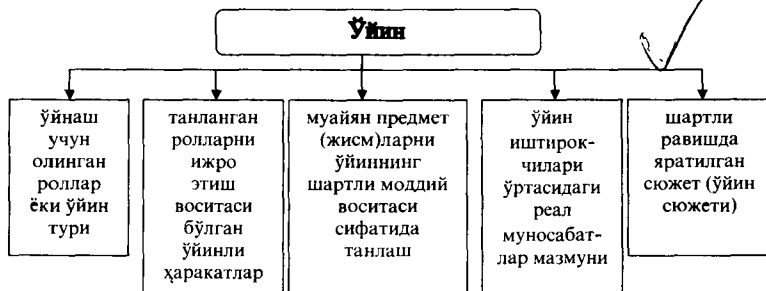 Ўйин
ўйнаш
учун
олинган
роллар
ёки ўйин
тури
танланган
ролларни
ижро
этиш
воситаси
бўлган
ўйинли
ҳаракатлар
муайян предмет
(жисм)ларни
ўйиннинг
шартли моддий
воситаси
сифатида
танлаш
ўйин
иштирок-
чилари
ўртасидаги
реал
муносабат-
лар мазмуни
шартли
равишда
яратилган
сюжет (ўйин
сюжети)